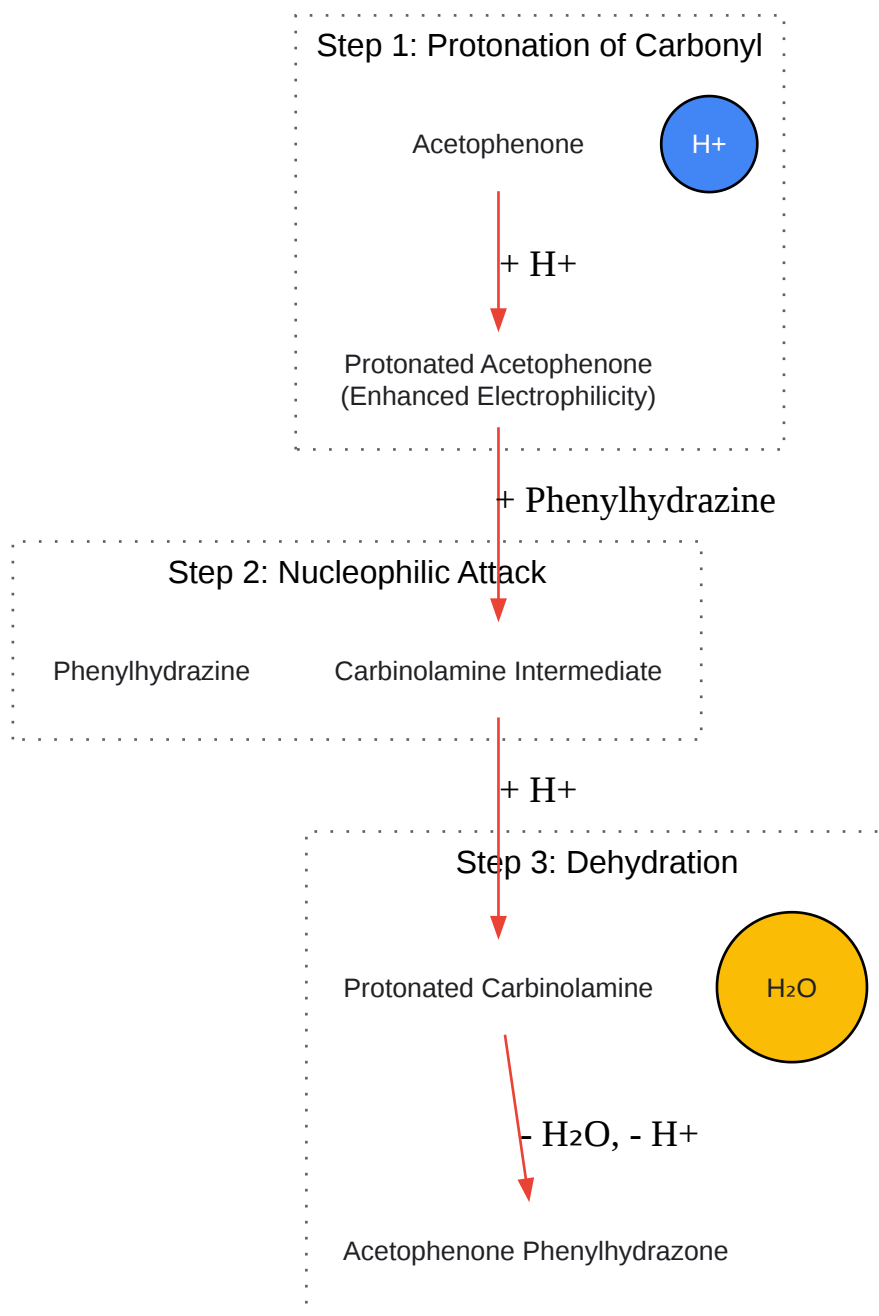 Step 1: Protonation of Carbonyl
Acetophenone
H+
+ H+
Protonated Acetophenone
(Enhanced Electrophilicity)
+ Phenylhydrazine
Step 2: Nucleophilic Attack
Phenylhydrazine
Carbinolamine Intermediate
+ H+
Step 3: Dehydration
Protonated Carbinolamine
H₂O
- H₂O, - H+
Acetophenone Phenylhydrazone